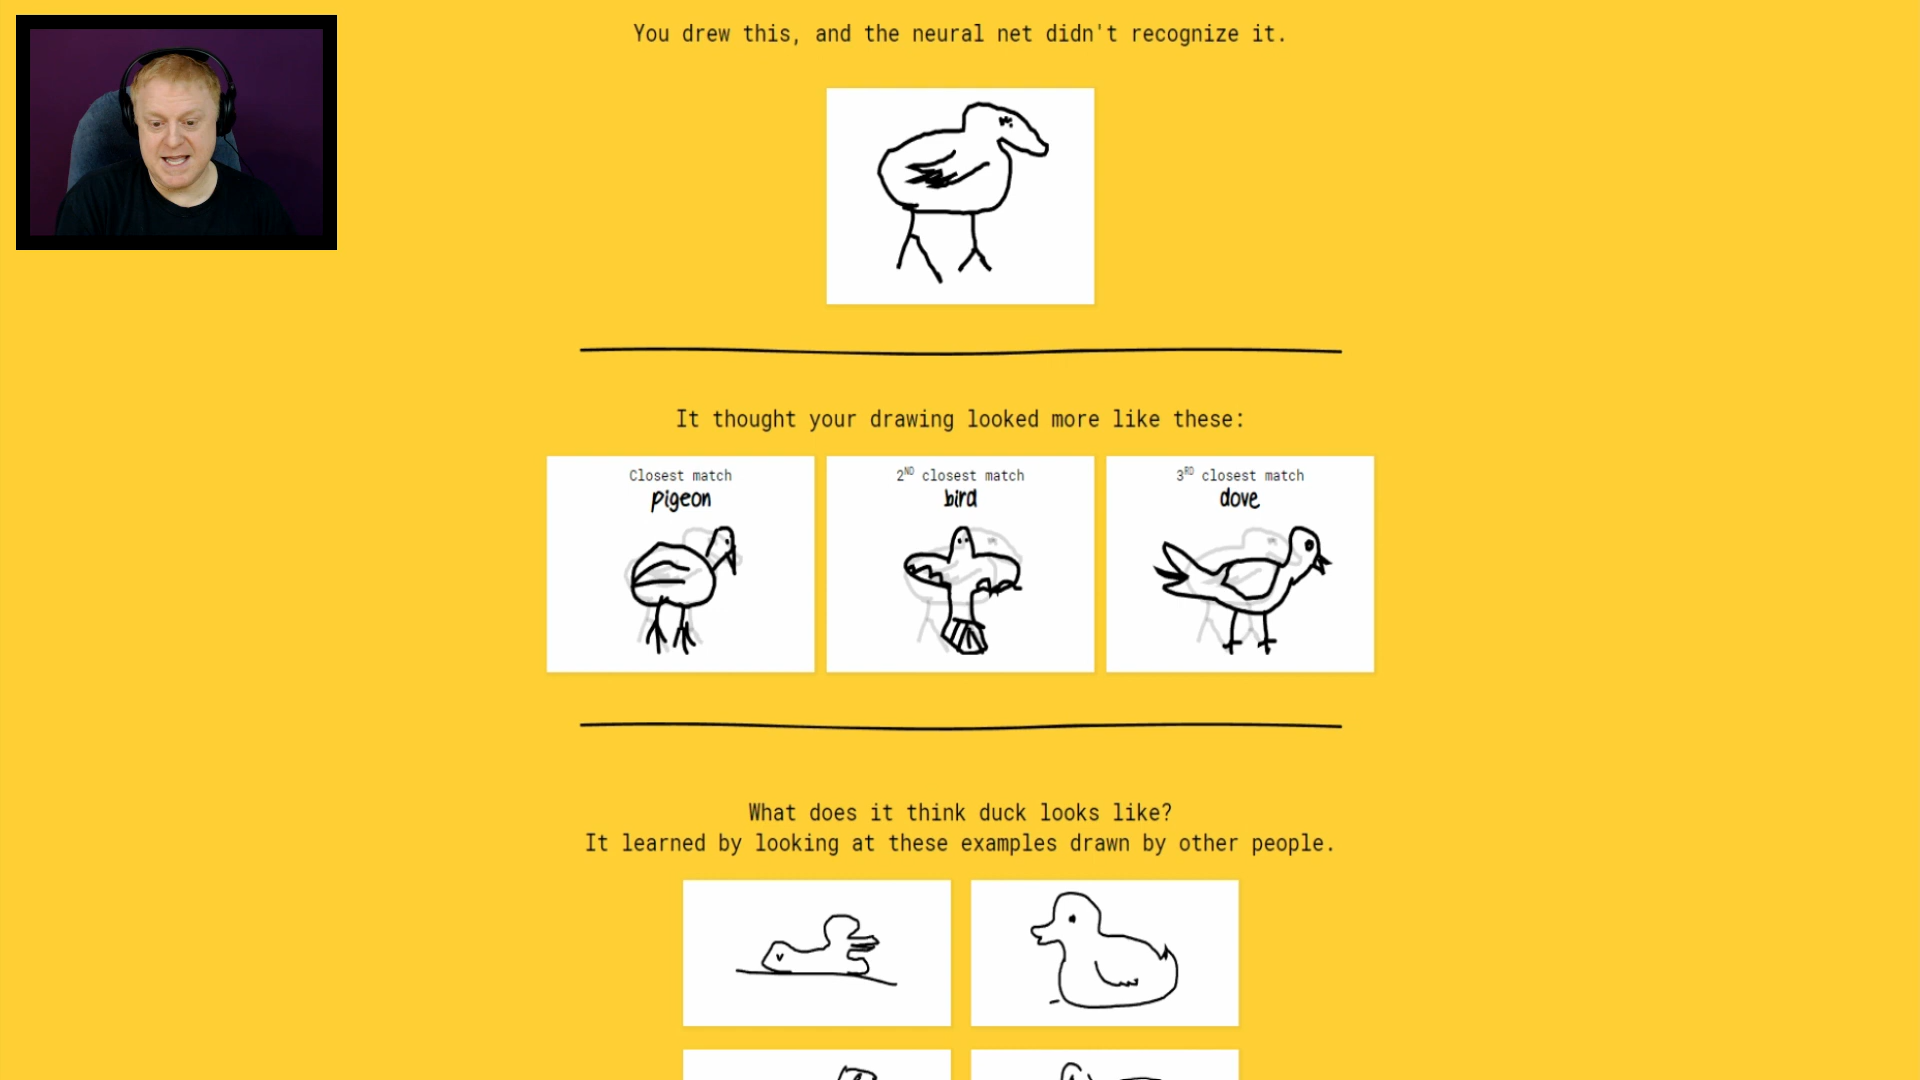 You drew this, and the neural net didn't recognize it.
It thought your drawing looked more like these:
Closest match
pigeon
2ND closest match
bird
3RD closest match
dove
What does it think duck looks like?
It learned by looking at these examples drawn by other people.